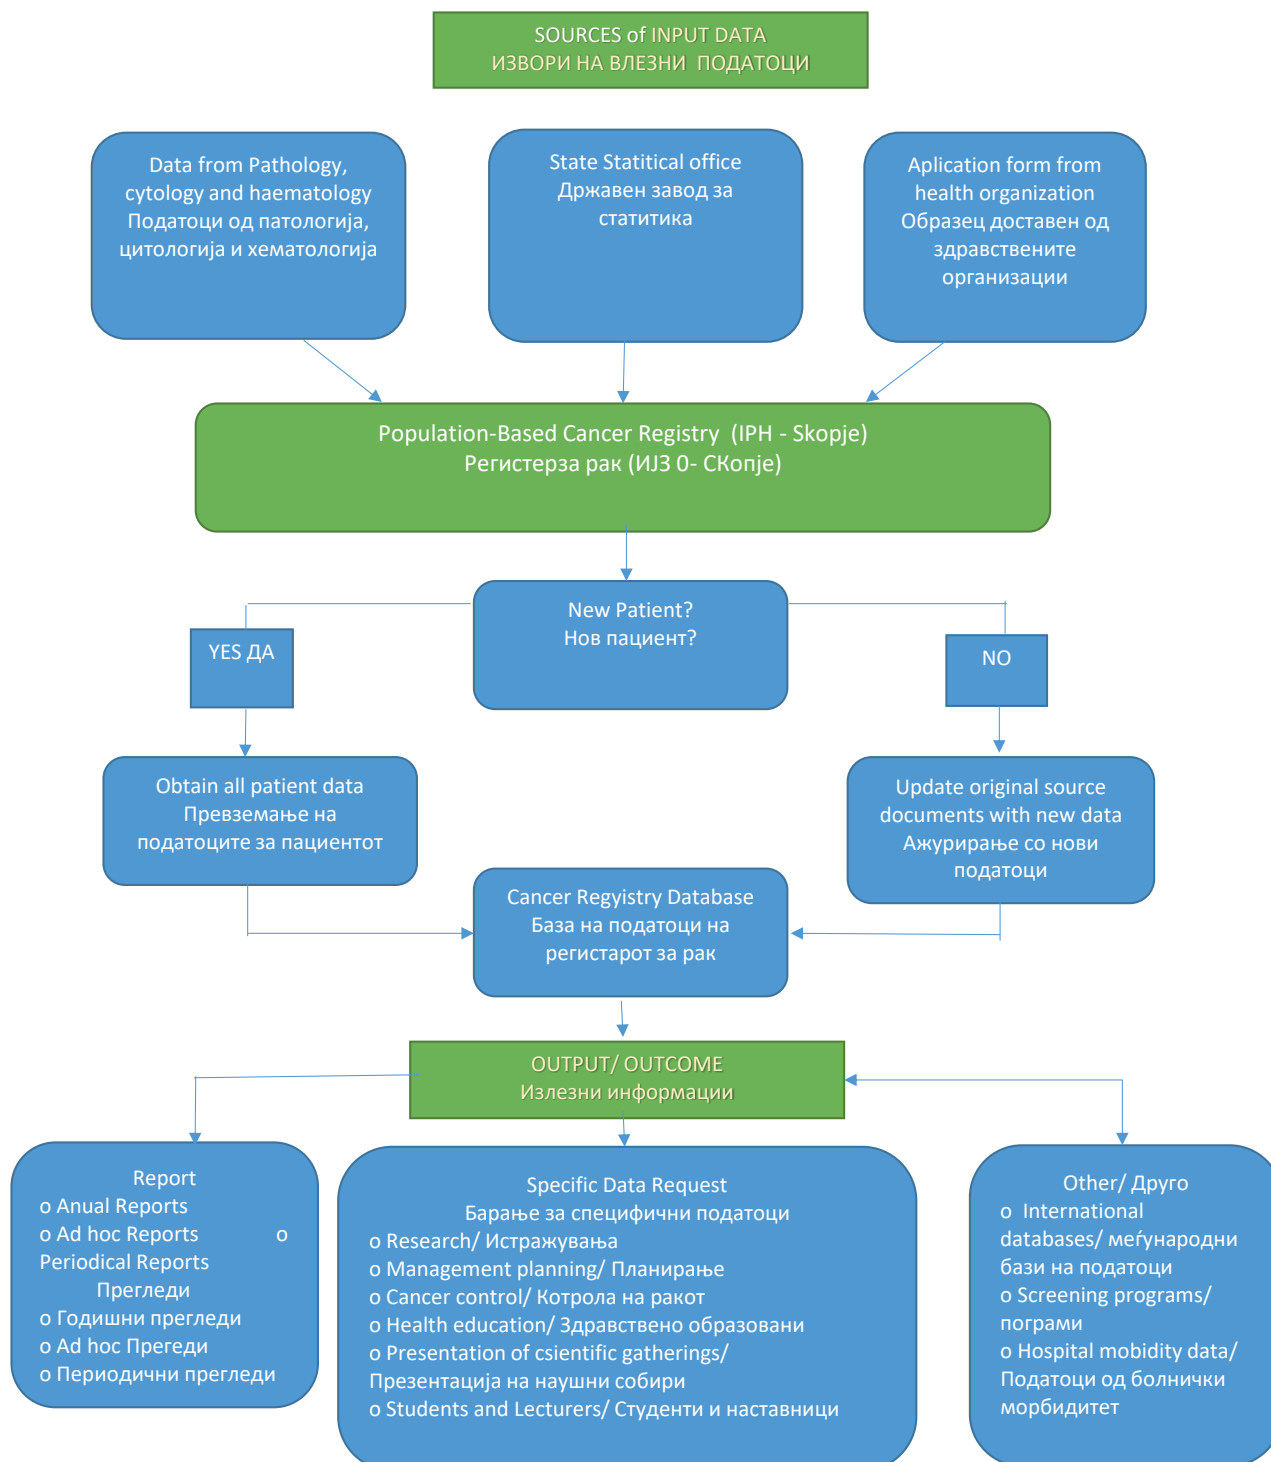 SOURCES of INPUT DATA
ИЗВОРИ НА ВЛЕЗНИ ПОДАТОЦИ
Data from Pathology,
cytology and haematology
Податоци од патологија,
цитологија и хематологија
State Statitical office
Државен завод за
статитика
Aplication form from
health organization
Образец доставен од
здравствените
организации
Population-Based Cancer Registry (IPH - Skopje)
Регистерза рак (ИЈЗ 0- СКопје)
New Patient?
Нов пациент?
YES ДА
NO
Obtain all patient data
Превземање на
податоците за пациентот
Update original source
documents with new data
Ажурирање со нови
податоци
Cancer Regyistry Database
База на податоци на
регистарот за рак
OUTPUT/ OUTCOME
Излезни информации
Report
o Anual Reports
o Ad hoc Reports o
Periodical Reports
Прегледи
o Годишни прегледи
o Ad hoc Прегеди
o Периодични прегледи
Specific Data Request
Барање за специфични податоци
o Research/ Истражувања
o Management planning/ Планирање
o Cancer control/ Котрола на ракот
o Health education/ Здравствено образовани
o Presentation of csientific gatherings/
Презентација на наушни собири
o Students and Lecturers/ Студенти и наставници
Other/ Друго
o International
databases/ меѓународни
бази на податоци
o Screening programs/
пограми
o Hospital mobidity data/
Податоци од болнички
морбидитет